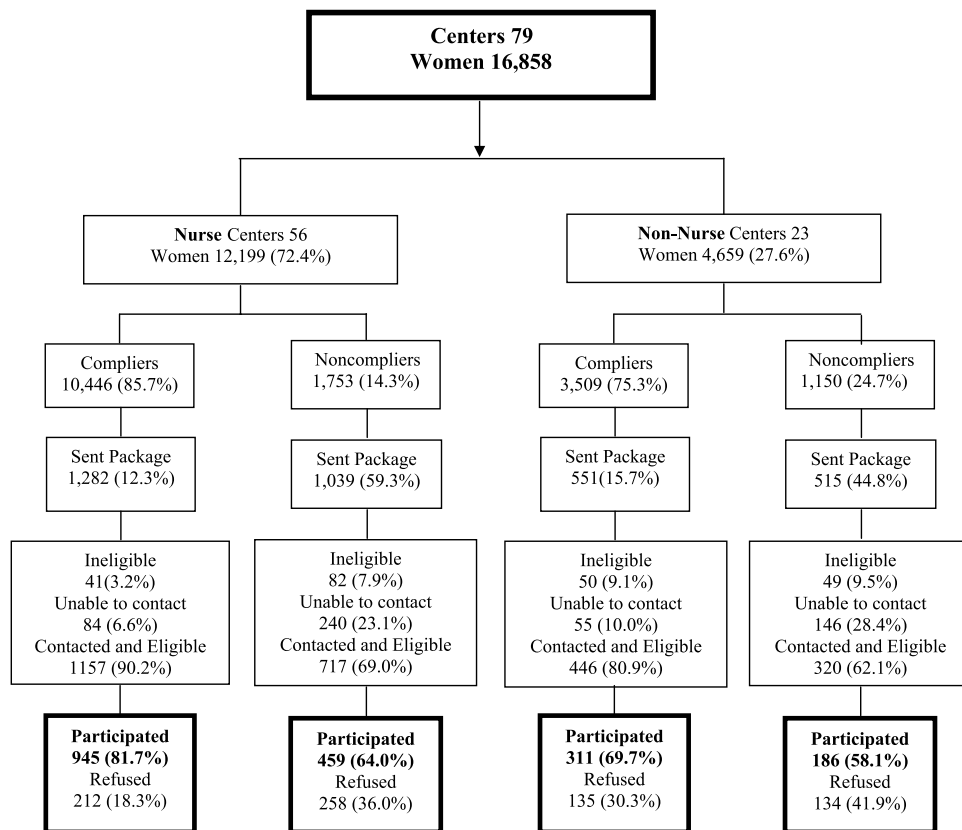 Centers 79
Women 16,858
Nurse Centers 56
Women 12,199 (72.4%)
Non-Nurse Centers 23
Women 4,659 (27.6%)
Compliers
10,446 (85.7%)
Noncompliers
1,753 (14.3%)
Compliers
3,509 (75.3%)
Noncompliers
1,150 (24.7%)
Sent Package
1,282 (12.3%)
Sent Package
1,039 (59.3%)
Sent Package
551(15.7%)
Sent Package
515 (44.8%)
Ineligible
41(3.2%)
Unable to contact
84 (6.6%)
Contacted and Eligible
1157 (90.2%)
Ineligible
82 (7.9%)
Unable to contact
240 (23.1%)
Contacted and Eligible
717 (69.0%)
Ineligible
50 (9.1%)
Unable to contact
55 (10.0%)
Contacted and Eligible
446 (80.9%)
Ineligible
49 (9.5%)
Unable to contact
146 (28.4%)
Contacted and Eligible
320 (62.1%)
Participated
945 (81.7%)
Refused
212 (18.3%)
Participated
459 (64.0%)
Refused
258 (36.0%)
Participated
311 (69.7%)
Refused
135 (30.3%)
Participated
186 (58.1%)
Refused
134 (41.9%)